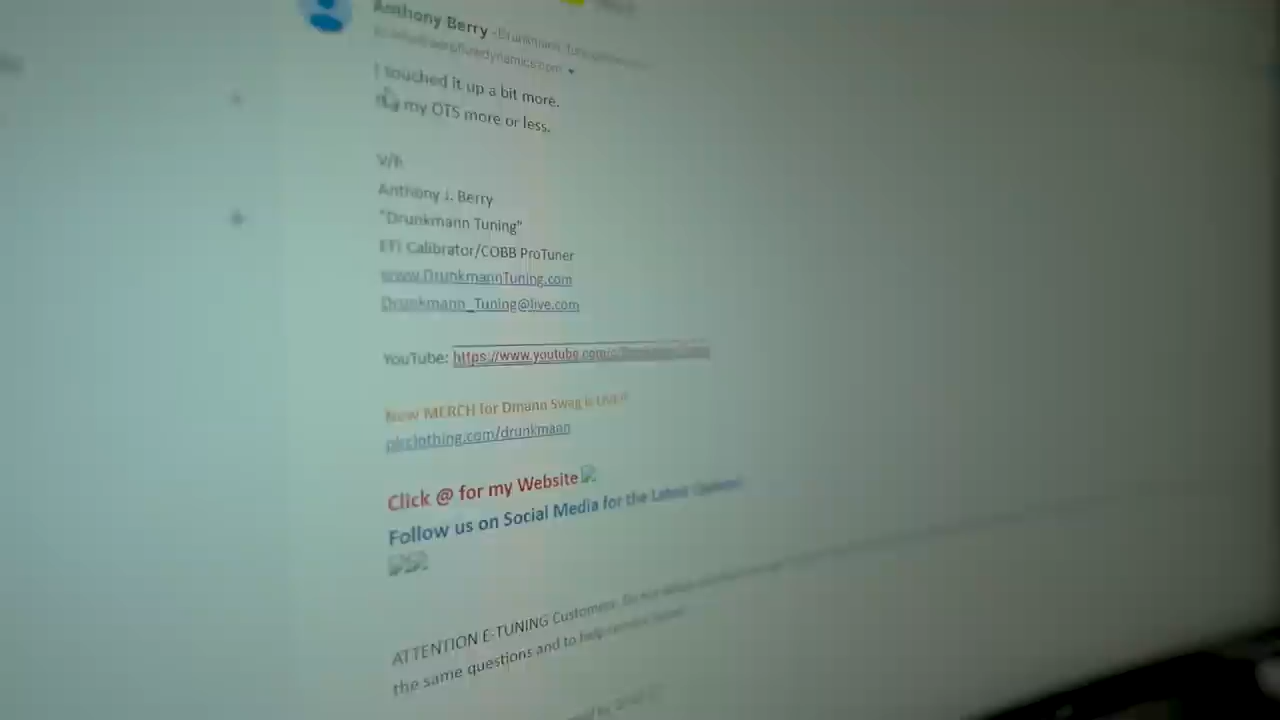 Anthony Berry -Drunkmann Tuning
I touched it up a bit more.
my OTS more or less.
V/R
Anthony J. Berry
"Drunkmann Tuning"
EFI Calibrator/COBB ProTuner
www.DrunkmannTuning.com
Drunkmann_Tuning@live.com
YouTube: https://www.youtube.com/c/
New MERCH for Dmann Swag is Live!!
pkclothing.com/drunkmann
Click @ for my Website
Follow us on Social Media for the Latest Updates!
ATTENTION E-TUNING Customers.
the same questions and to help